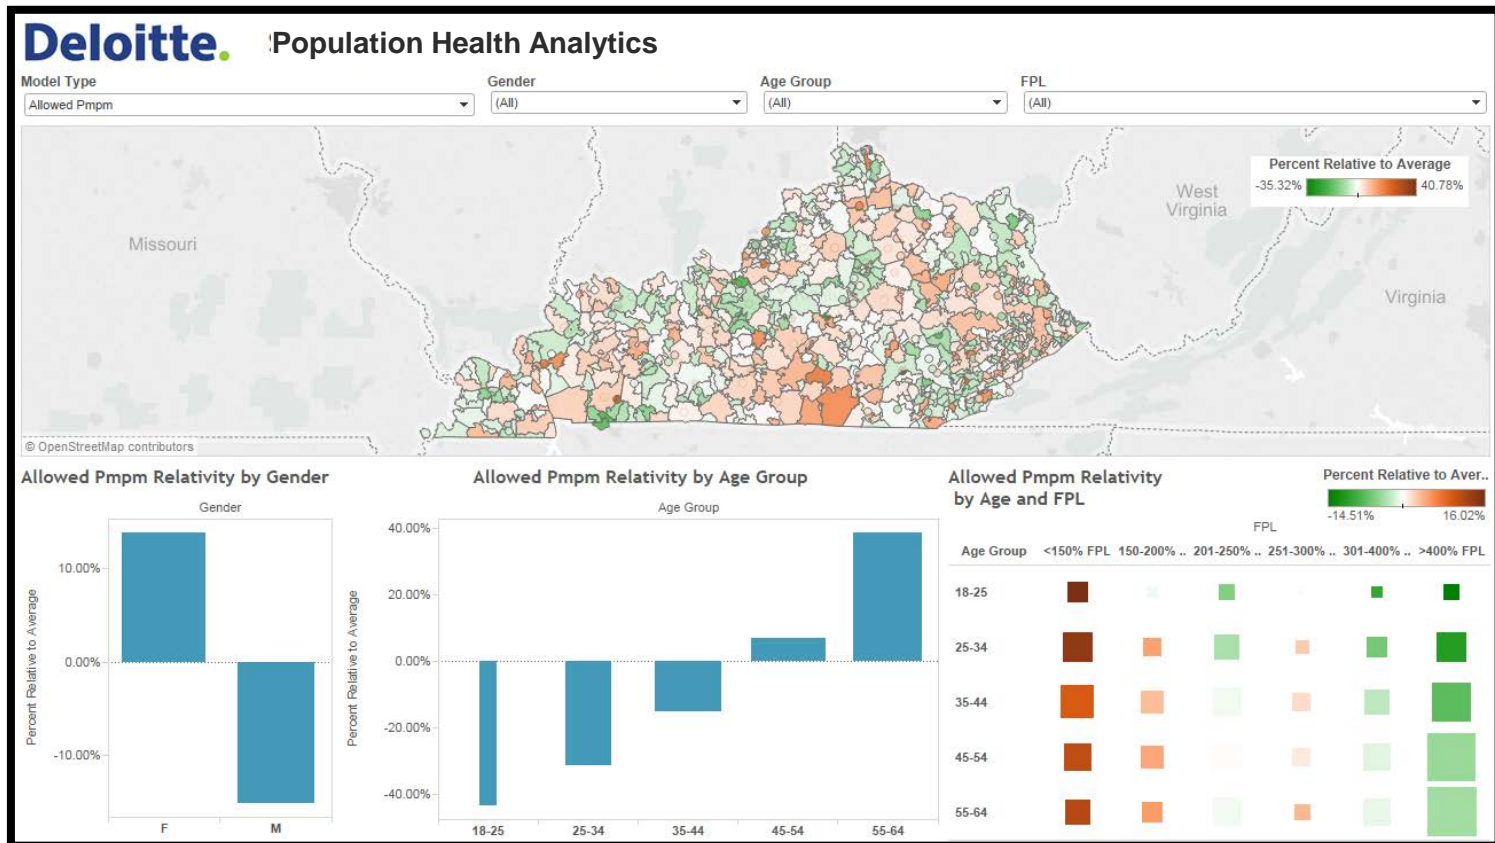 Deloitte.
Population Health Analytics
Model Type
Gender
Age Group
FPL
Allowed Pmpm
(All)
(All)
(All)
Percent Relative to Average
-35.32%
40.78%
West
Virginia
Missouri
Virginia
© OpenStreetMap contributors
Allowed Pmpm Relativity by Gender
Gender
Percent Relative to Average
10.00%
0.00%
-10.00%
F
M
Allowed Pmpm Relativity by Age Group
Age Group
Percent Relative to Average
40.00%
20.00%
0.00%
-20.00%
-40.00%
18-25
25-34
35-44
45-54
55-64
Allowed Pmpm Relativity
by Age and FPL
Percent Relative to Aver..
-14.51%
16.02%
FPL
Age Group
<150% FPL
150-200% ..
201-250% ..
251-300% ..
301-400% ..
>400% FPL
18-25
25-34
35-44
45-54
55-64